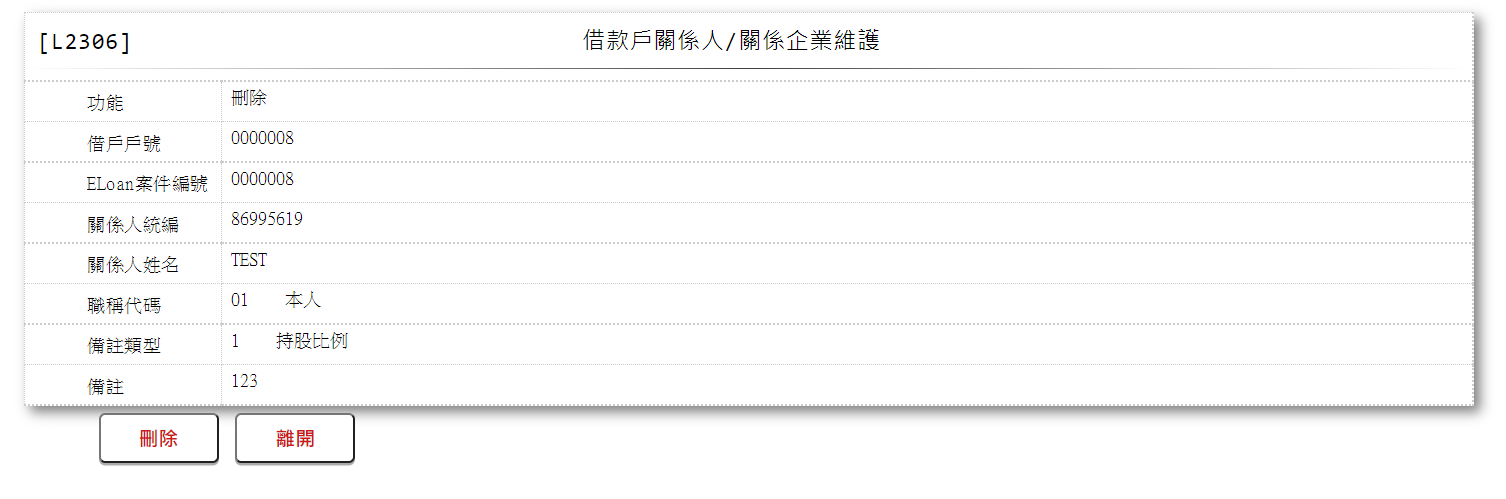 [L2306] 借款戶關係人/關係企業維護
功能 刪除
借戶戶號 0000008
ELoan案件編號 0000008
關係人統編 86995619
關係人姓名 TEST
職稱代碼 01 本人
備註類型 1 持股比例
備註 123
刪除 離開